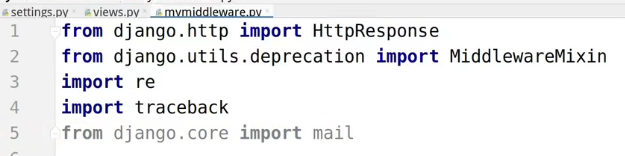 settings.py views.py mymiddleware.py
1 from django.http import HttpResponse
2 from django.utils.deprecation import MiddlewareMixin
3 import re
4 import traceback
5 from django.core import mail
6